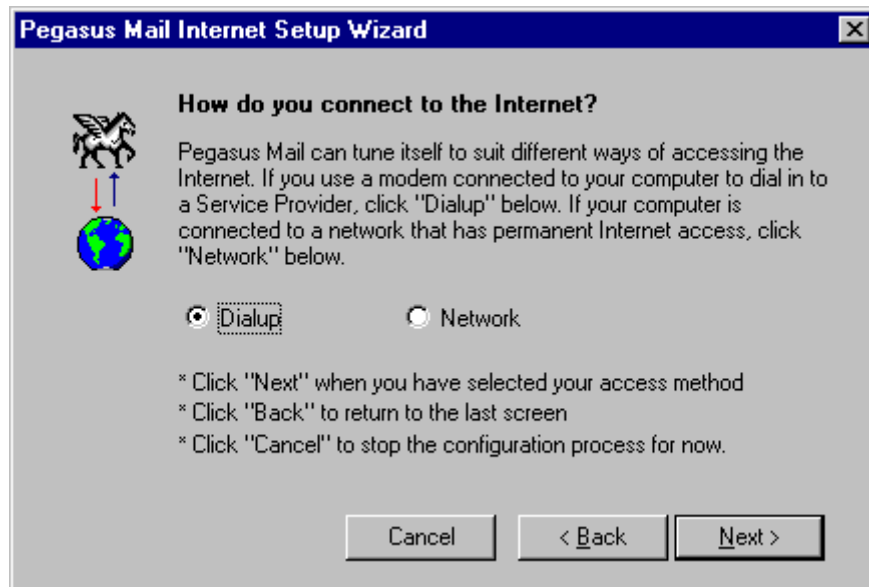 Pegasus Mail Internet Setup Wizard
How do you connect to the Internet?
Pegasus Mail can tune itself to suit different ways of accessing the
Internet. If you use a modem connected to your computer to dial in to
a Service Provider, click "Dialup" below. If your computer is
connected to a network that has permanent Internet access, click
"Network" below.
Dialup Network
* Click "Next" when you have selected your access method
* Click "Back" to return to the last screen
* Click "Cancel" to stop the configuration process for now.
Cancel < Back Next >